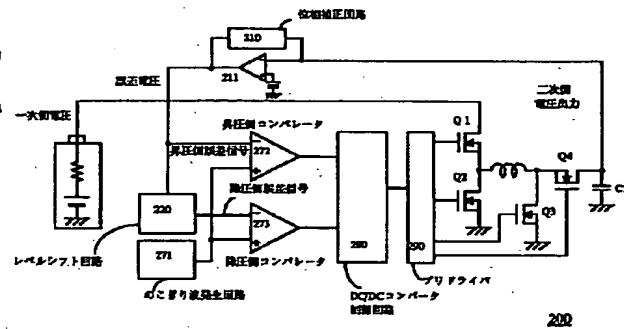 位相補正回路
210
211
誤差電圧
二次側
電圧出力
一次側電圧
Q1
昇圧側コンパレータ
Q4
昇圧側誤差信号
272
Q2
C
降圧側誤差信号
220
273
280
290
Q3
レベルシフト回路
271
降圧側コンパレータ
プリドライバ
のこぎり波発生回路
DC/DCコンバータ
制御回路
200